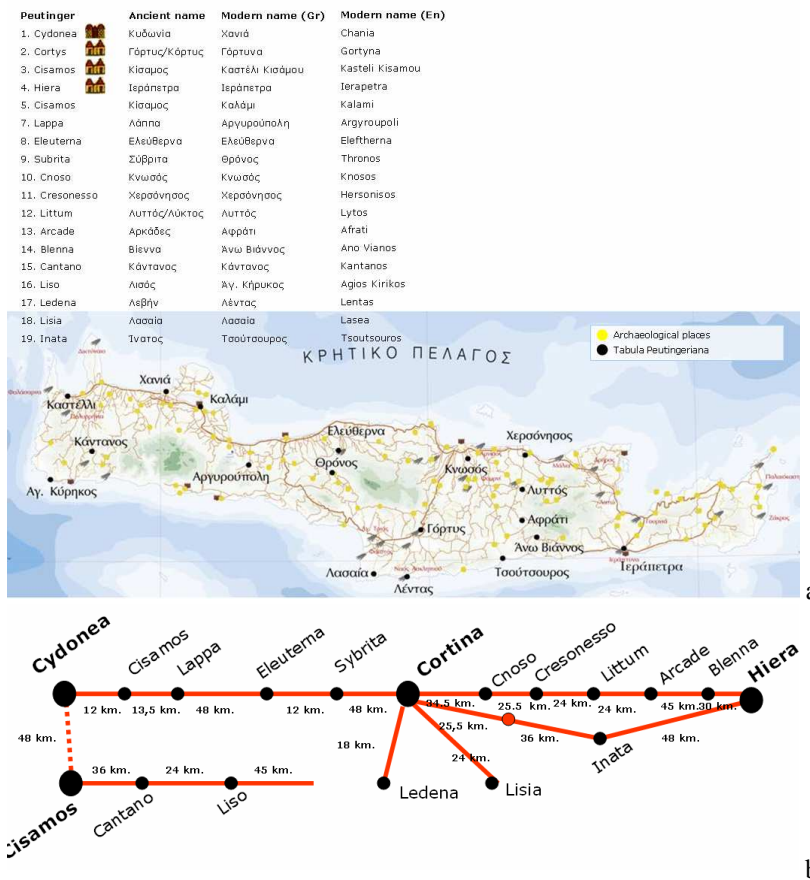 Peutinger Ancient name Modern name (Gr) Modern name (En)
1. Cydonea Κυδωνία Χανιά Chania
2. Cortys Γόρτυς/Κόρτυς Γόρτυνα Gortyna
3. Cisamos Κίσαμος Καστέλι Κισάμου Kasteli Kisamou
4. Hiera Ιεράπετρα Ιεράπετρα Ierapetra
5. Cisamos Κίσαμος Καλάμι Kalami
7. Lappa Λάππα Αργυρούπολη Argyroupoli
8. Eleuterna Ελεύθερνα Ελεύθερνα Eleftherna
9. Subrita Σύβριτα Θρόνος Thronos
10. Cnoso Κνωσός Κνωσός Knosos
11. Cresonesso Χερσόνησος Χερσόνησος Hersonisos
12. Littum Λυττός/Λύκτος Λυττός Lytos
13. Arcade Αρκάδες Αφράτι Afrati
14. Blenna Βίεννα Άνω Βιάννος Ano Vianos
15. Cantano Κάντανος Κάντανος Kantanos
16. Liso Λισός Άγ. Κήρυκος Agios Kirikos
17. Ledena Λεβήν Λέντας Lentas
18. Lisia Λασαία Λασαία Lasea
19. Inata Ίνατος Τσούτσουρος Tsoutsouros
Archaeological places
Tabula Peutingeriana
ΚΡΗΤΙΚΟ ΠΕΛΑΓΟΣ
Χανιά
Καστέλλι
Καλάμι
Κάντανος
Αγ. Κύρηκος
Αργυρούπολη
Ελεύθερνα
Θρόνος
Χερσόνησος
Κνωσός
Λυττός
Αφράτι
Γόρτυς
Άνω Βιάννος
Ιεράπετρα
Τσούτσουρος
Λασαία
Λέντας
a
Cydonea Cisamos Lappa Eleuterna Sybrita Cortina Cnoso Cresonesso Littum Arcade Blenna Hiera
12 km. 13,5 km. 48 km. 12 km. 48 km. 34,5 km. 25.5 km. 24 km. 24 km. 45 km. 30 km.
25,5 km. 36 km. 48 km.
Inata
48 km. 18 km. 24 km.
36 km. 24 km. 45 km.
Cisamos Cantano Liso Ledena Lisia
b